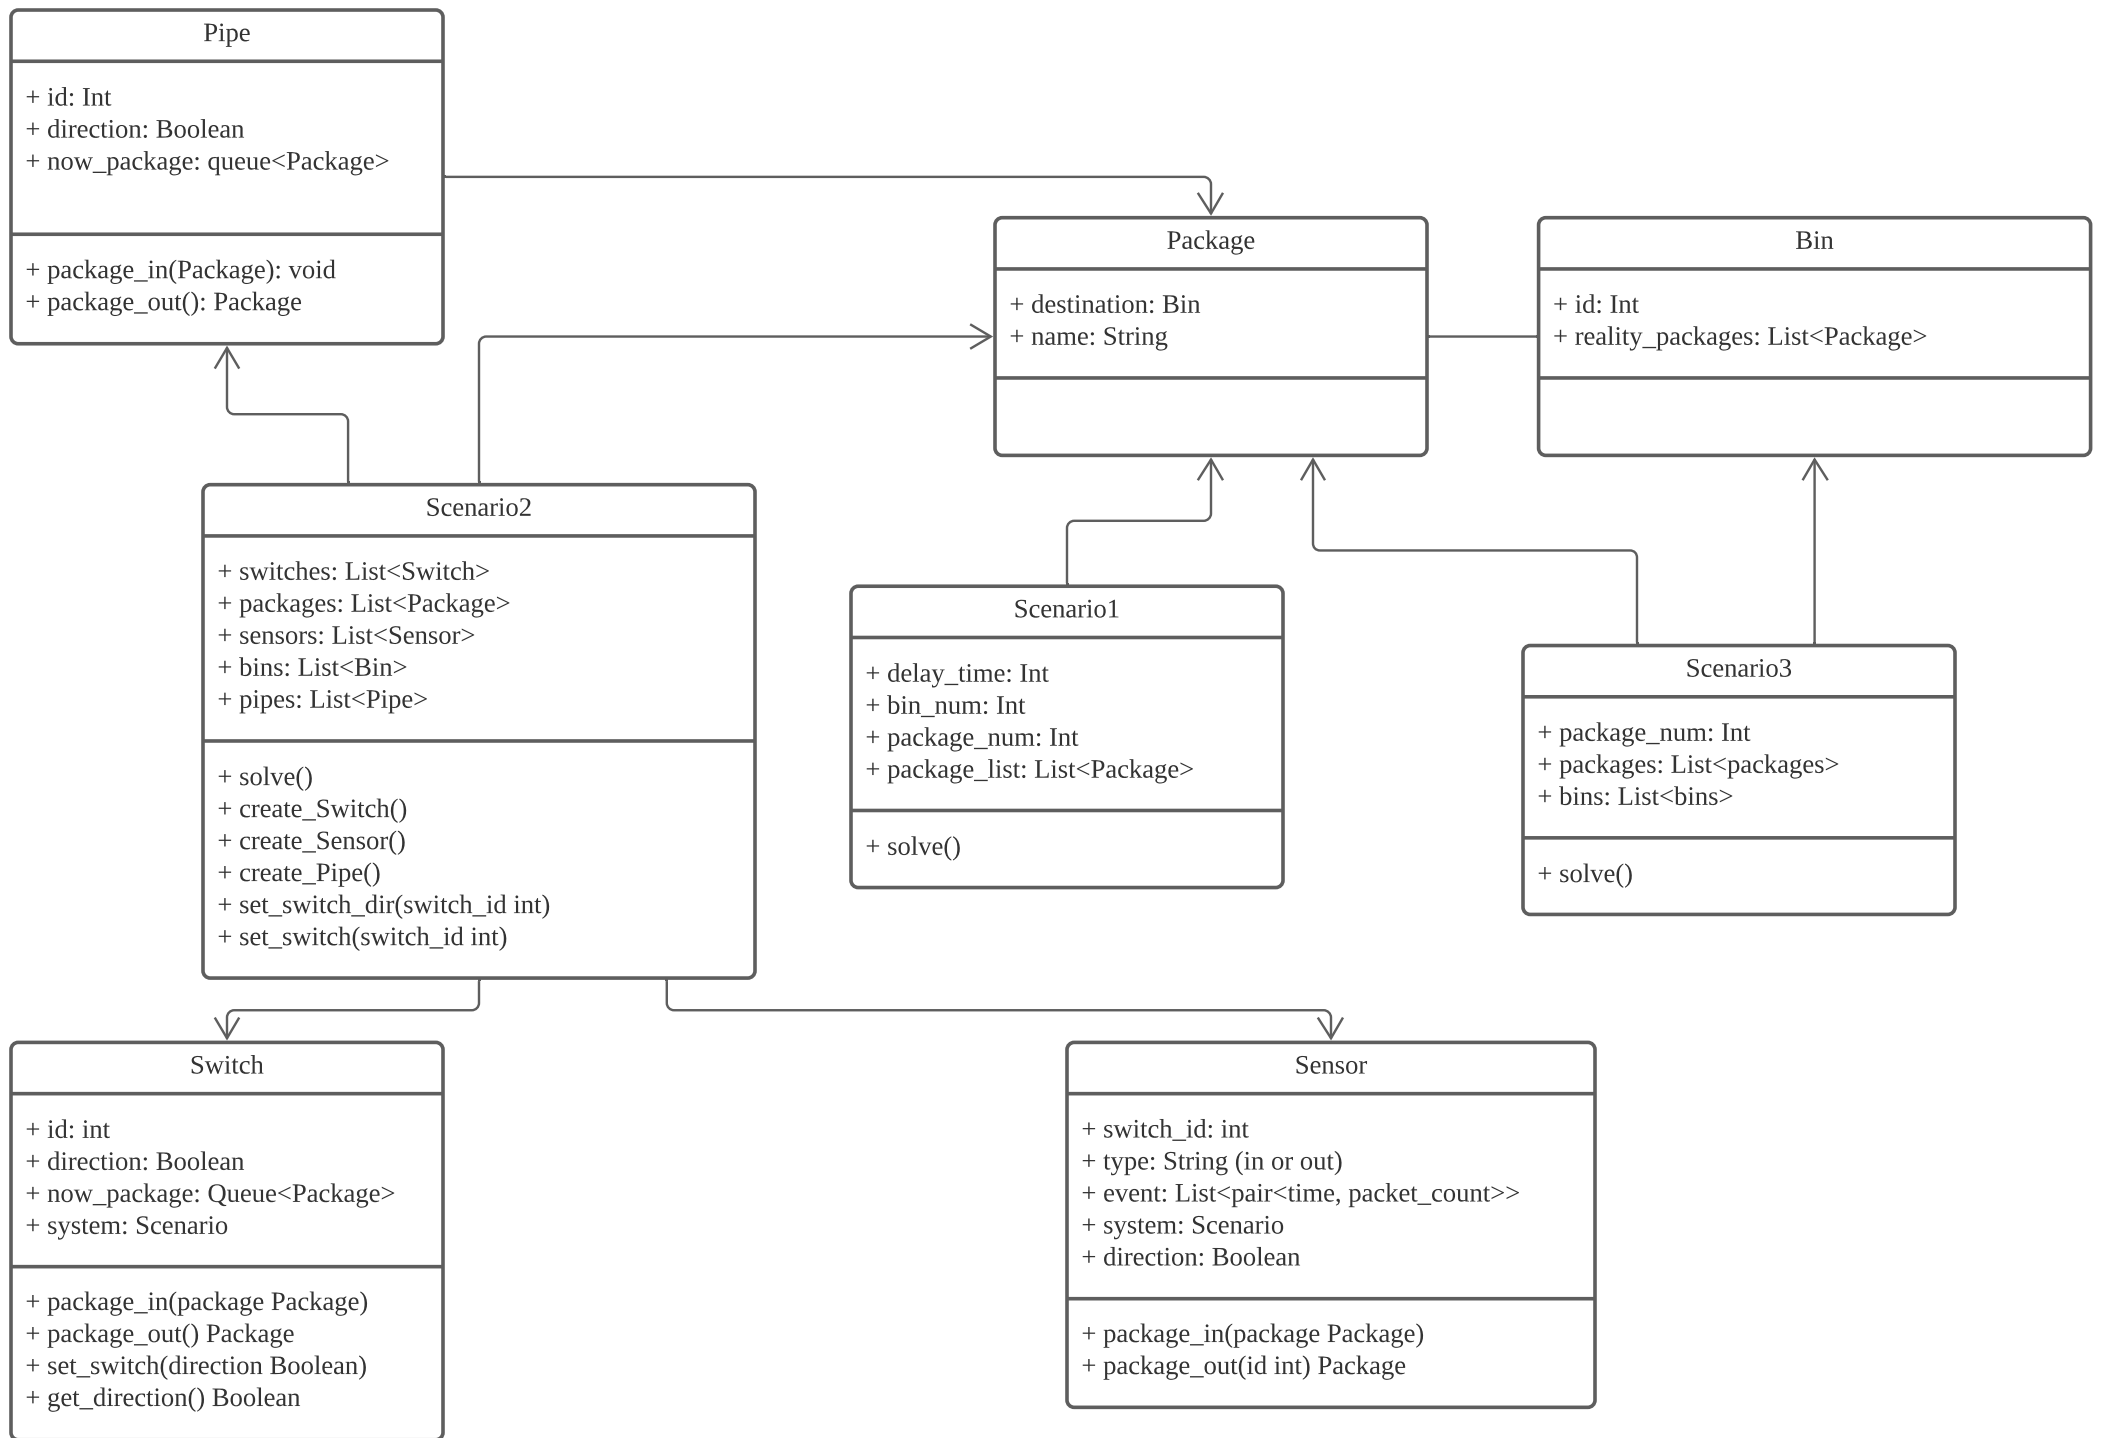 Pipe
+ id: Int
+ direction: Boolean
+ now_package: queue<Package>
+ package_in(Package): void
+ package_out(): Package
Package
+ destination: Bin
+ name: String
Bin
+ id: Int
+ reality_packages: List<Package>
Scenario2
+ switches: List<Switch>
+ packages: List<Package>
+ sensors: List<Sensor>
+ bins: List<Bin>
+ pipes: List<Pipe>
+ solve()
+ create_Switch()
+ create_Sensor()
+ create_Pipe()
+ set_switch_dir(switch_id int)
+ set_switch(switch_id int)
Scenario1
+ delay_time: Int
+ bin_num: Int
+ package_num: Int
+ package_list: List<Package>
+ solve()
Scenario3
+ package_num: Int
+ packages: List<packages>
+ bins: List<bins>
+ solve()
Switch
+ id: int
+ direction: Boolean
+ now_package: Queue<Package>
+ system: Scenario
+ package_in(package Package)
+ package_out() Package
+ set_switch(direction Boolean)
+ get_direction() Boolean
Sensor
+ switch_id: int
+ type: String (in or out)
+ event: List<pair<time, packet_count>>
+ system: Scenario
+ direction: Boolean
+ package_in(package Package)
+ package_out(id int) Package